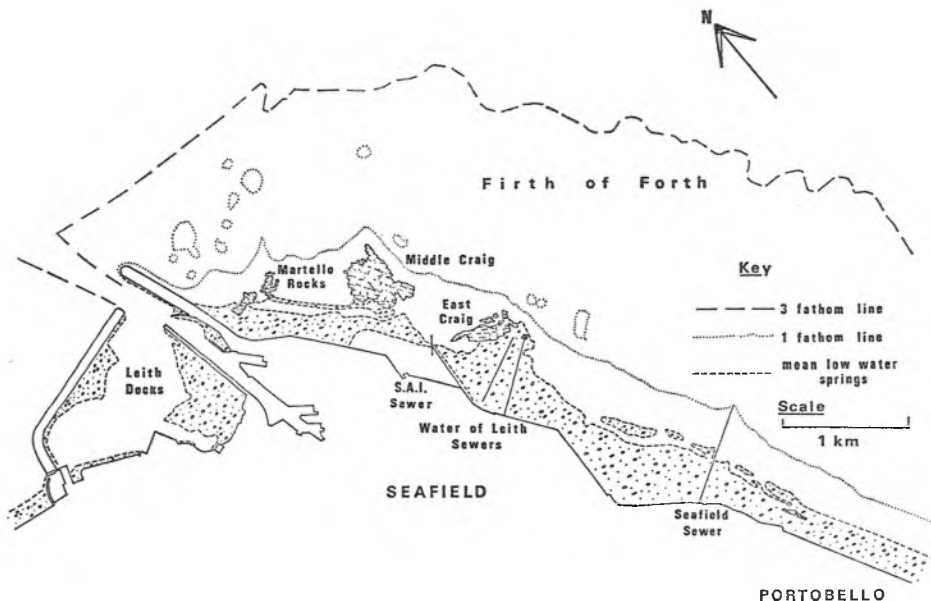 N
Firth of Forth
Martello
Rocks
Middle Craig
East
Craig
Key
3 fathom line
1 fathom line
mean low water
springs
Scale
1 km
Leith
Docks
S.A.I.
Sewer
Water of Leith
Sewers
SEAFIELD
Seafield
Sewer
PORTOBELLO